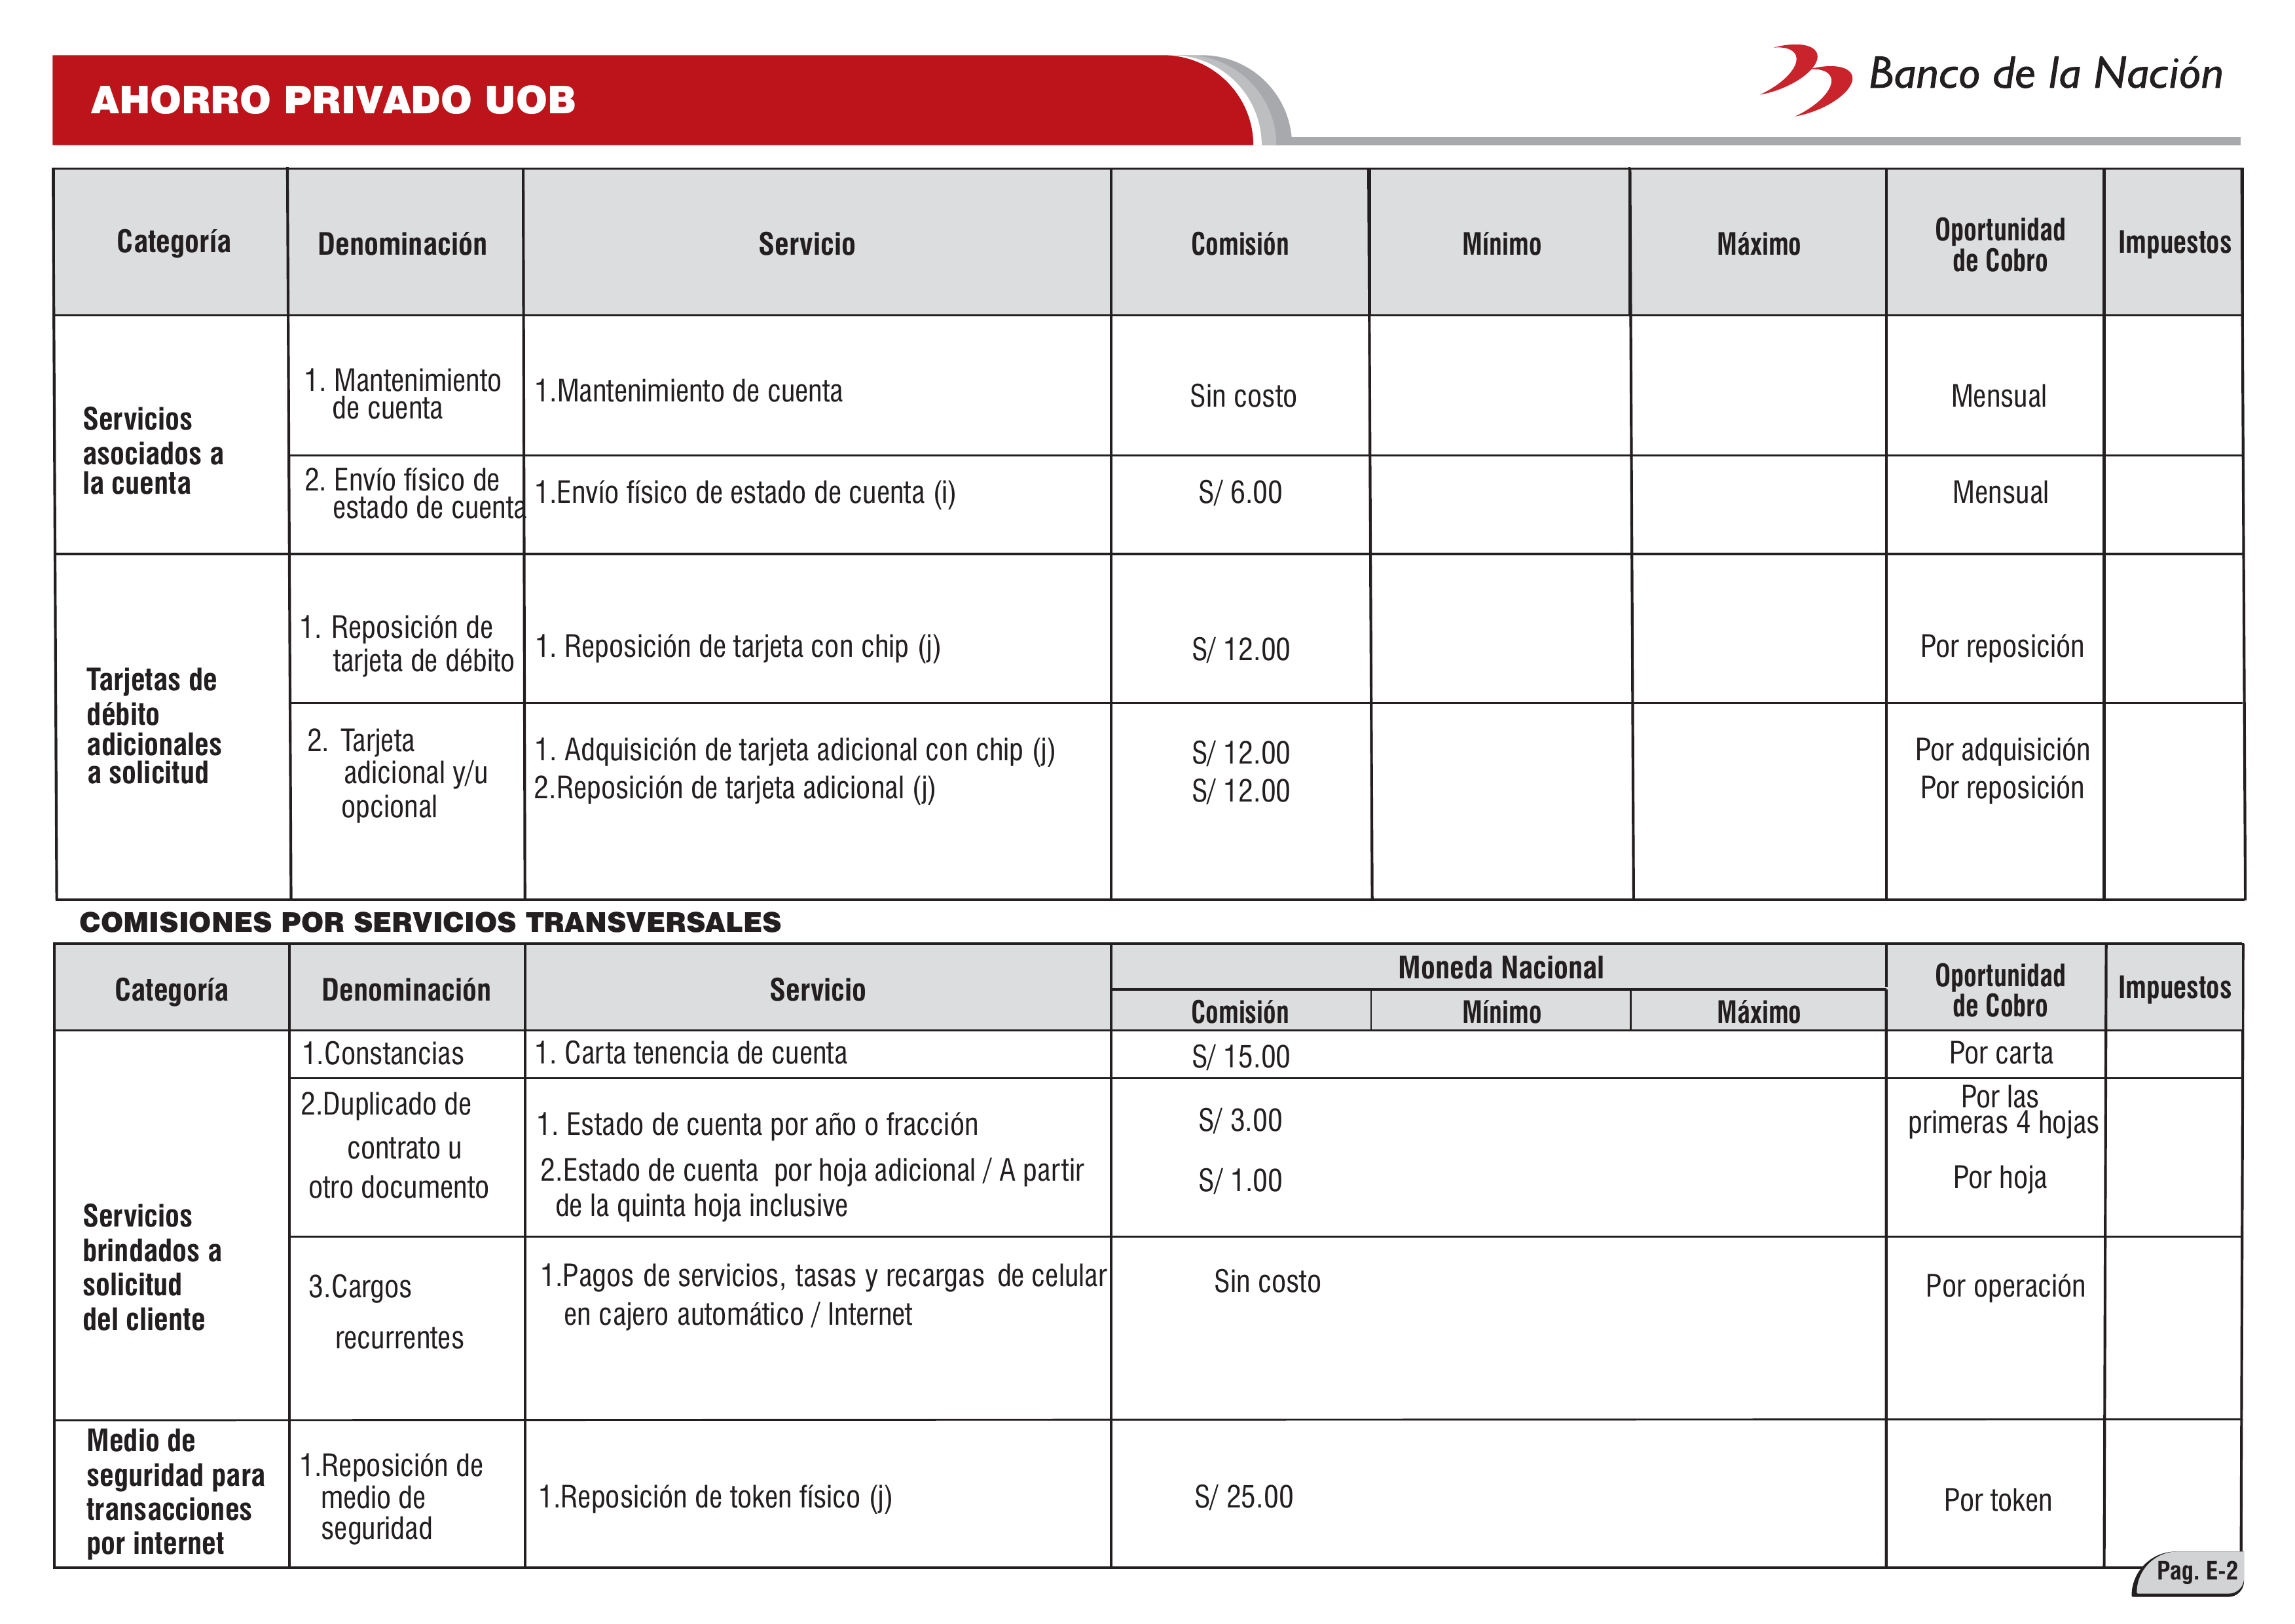 AHORRO PRIVADO UOB
Banco de la Nación
Categoría
Denominación
Servicio
Comisión
Mínimo
Máximo
Oportunidad
de Cobro
Impuestos
Servicios
asociados a
la cuenta
1. Mantenimiento
de cuenta
1.Mantenimiento de cuenta
Sin costo
Mensual
2. Envío físico de
estado de cuenta
1.Envío físico de estado de cuenta (i)
S/ 6.00
Mensual
Tarjetas de
débito
adicionales
a solicitud
1. Reposición de
tarjeta de débito
1. Reposición de tarjeta con chip (j)
S/ 12.00
Por reposición
2. Tarjeta
adicional y/u
opcional
1. Adquisición de tarjeta adicional con chip (j)
S/ 12.00
Por adquisición
2.Reposición de tarjeta adicional (j)
S/ 12.00
Por reposición
COMISIONES POR SERVICIOS TRANSVERSALES
Categoría
Denominación
Servicio
Moneda Nacional
Comisión
Mínimo
Máximo
Oportunidad
de Cobro
Impuestos
Servicios
brindados a
solicitud
del cliente
1.Constancias
1. Carta tenencia de cuenta
S/ 15.00
Por carta
2.Duplicado de
contrato u
otro documento
1. Estado de cuenta por año o fracción
S/ 3.00
Por las
primeras 4 hojas
2.Estado de cuenta por hoja adicional / A partir
de la quinta hoja inclusive
S/ 1.00
Por hoja
3.Cargos
recurrentes
1.Pagos de servicios, tasas y recargas de celular
en cajero automático / Internet
Sin costo
Por operación
Medio de
seguridad para
transacciones
por internet
1.Reposición de
medio de
seguridad
1.Reposición de token físico (j)
S/ 25.00
Por token
Pag. E-2